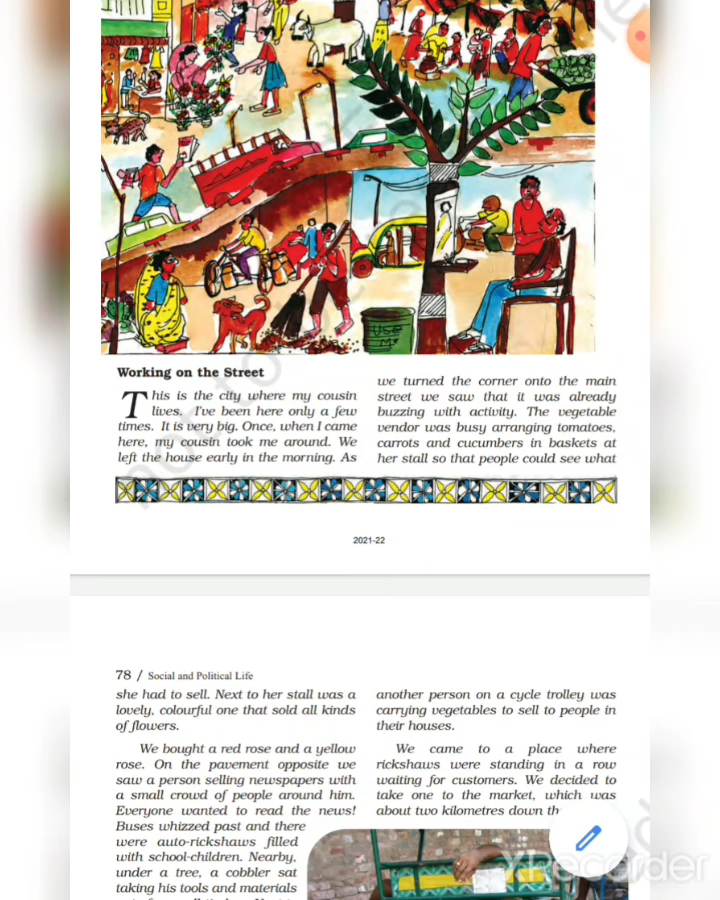 USE
Working on the Street
This is the city where my cousin
lives. I've been here only a few
times. It is very big. Once, when I came
here, my cousin took me around. We
left the house early in the morning. As
we turned the corner onto the main
street we saw that it was already
buzzing with activity. The vegetable
vendor was busy arranging tomatoes,
carrots and cucumbers in baskets at
her stall so that people could see what
2021-22
78 / Social and Political Life
she had to sell. Next to her stall was a
lovely, colourful one that sold all kinds
of flowers.
We bought a red rose and a yellow
rose. On the pavement opposite we
saw a person selling newspapers with
a small crowd of people around him.
Everyone wanted to read the news!
Buses whizzed past and there
were auto-rickshaws filled
with school-children. Nearby,
under a tree, a cobbler sat
taking his tools and materials
another person on a cycle trolley was
carrying vegetables to sell to people in
their houses.
We came to a place where
rickshaws were standing in a row
waiting for customers. We decided to
take one to the market, which was
about two kilometres down
XRecorder